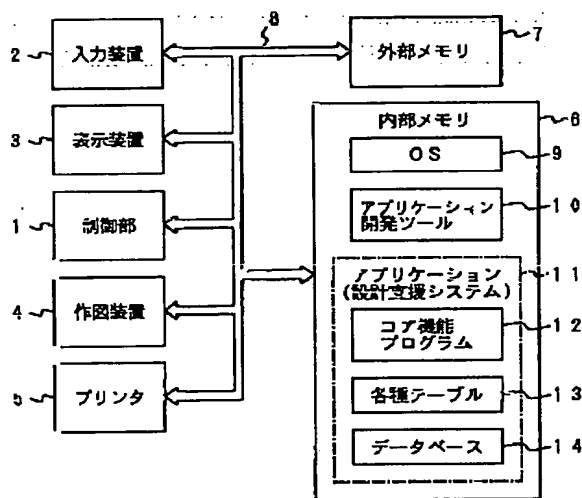 8
2 入力装置
外部メモリ 7
3 表示装置
内部メモリ 6
OS 9
1 制御部
アプリケーション
開発ツール 10
アプリケーション 11
(設計支援システム)
4 作図装置
コア機能
プログラム 12
5 プリンタ
各種テーブル 13
データベース 14